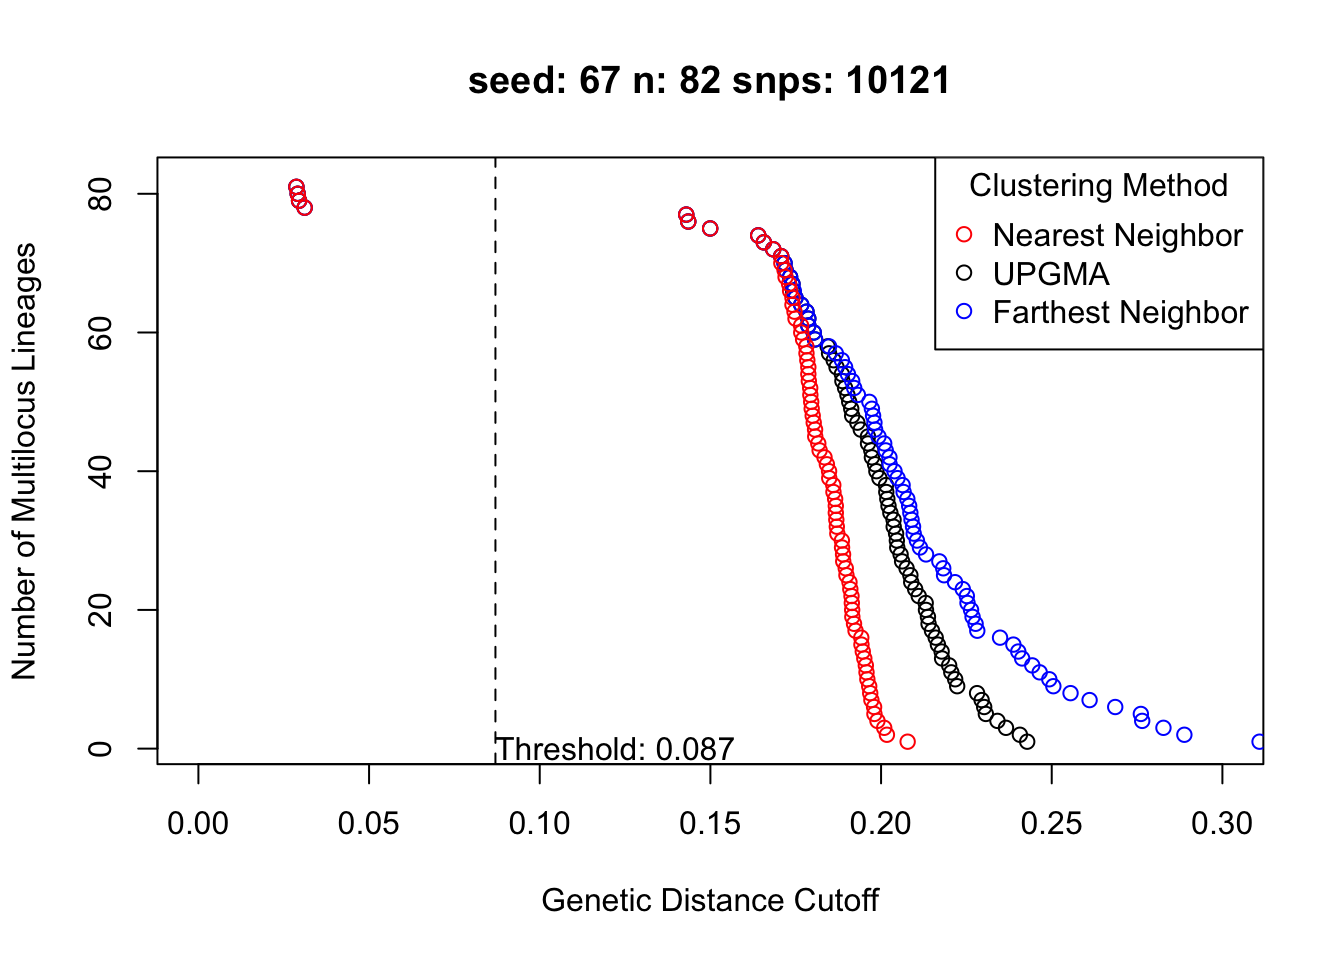 seed: 67 n: 82 snps: 10121
Number of Multilocus Lineages
80
60
40
20
0
Clustering Method
Nearest Neighbor
UPGMA
Farthest Neighbor
Threshold: 0.087
0.00 0.05 0.10 0.15 0.20 0.25 0.30
Genetic Distance Cutoff